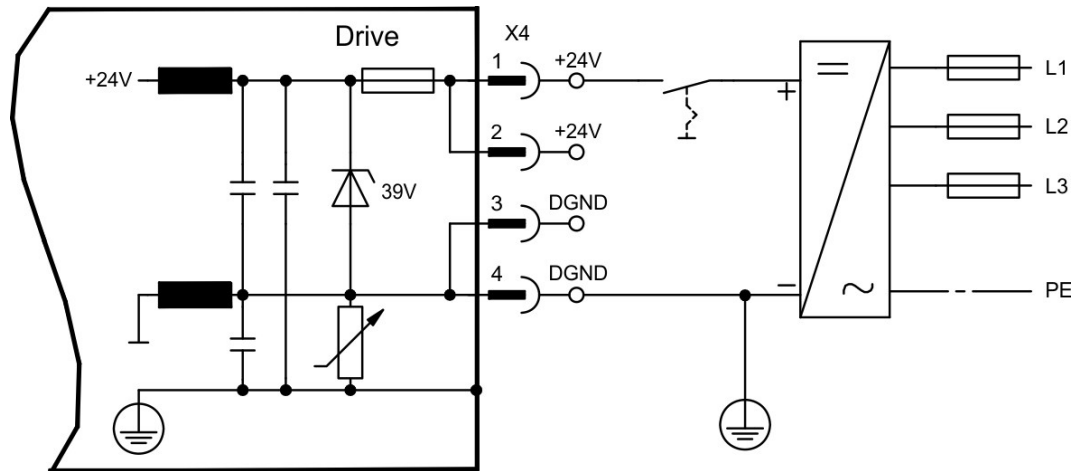 Drive
X4
+24V
1
+24V
L1
+
2
+24V
L2
39V
3
DGND
L3
4
DGND
−
PE